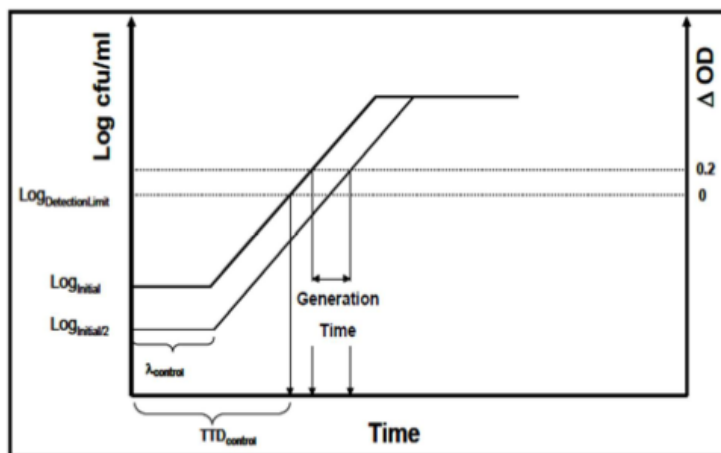 Log cfu/ml
Δ OD
0.2
Log_DetectionLimit
0
Log_Initial
Generation
Time
Log_Initial/2
λ_control
TTD_control
Time